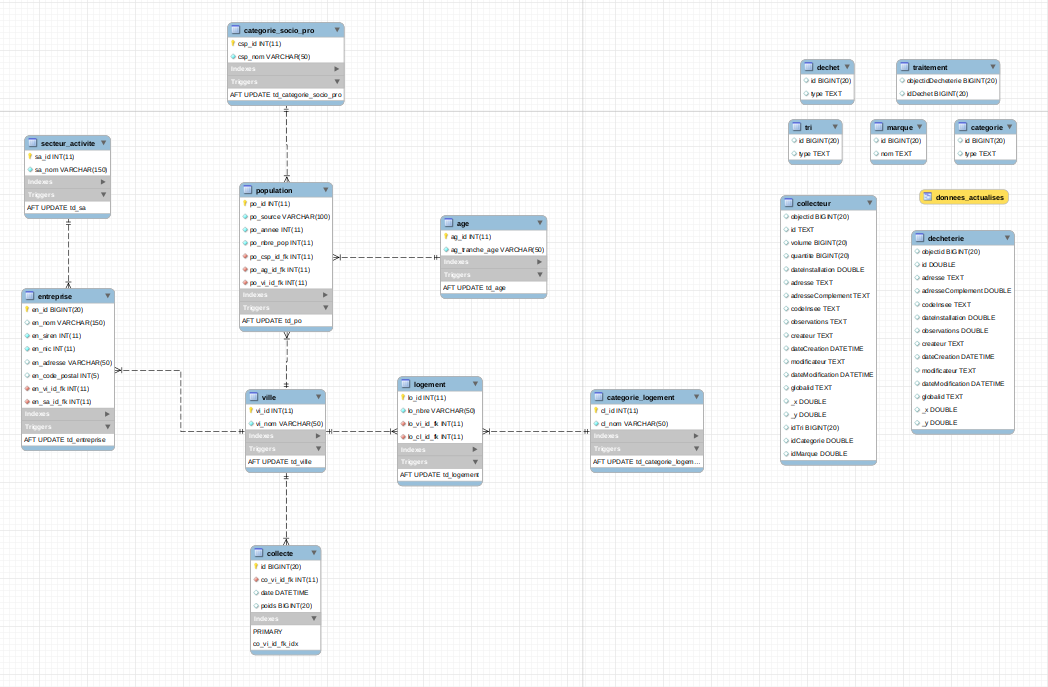 categorie_socio_pro
csp_id INT(11)
csp_nom VARCHAR(50)
Indexes
Triggers
AFT UPDATE td_categorie_socio_pro
dechet
id BIGINT(20)
type TEXT
traitement
objectidDecheterie BIGINT(20)
idDechet BIGINT(20)
tri
id BIGINT(20)
type TEXT
marque
id BIGINT(20)
nom TEXT
categorie
id BIGINT(20)
type TEXT
secteur_activite
sa_id INT(11)
sa_nom VARCHAR(150)
Indexes
Triggers
AFT UPDATE td_sa
population
po_id INT(11)
po_source VARCHAR(100)
po_annee INT(11)
po_nbre_pop INT(11)
po_csp_id_fk INT(11)
po_ag_id_fk INT(11)
po_vi_id_fk INT(11)
Indexes
Triggers
AFT UPDATE td_po
age
ag_id INT(11)
ag_tranche_age VARCHAR(50)
Indexes
Triggers
AFT UPDATE td_age
collecteur
objectid BIGINT(20)
id TEXT
volume BIGINT(20)
quantite BIGINT(20)
dateInstallation DOUBLE
adresse TEXT
adresseComplement TEXT
codeInsee TEXT
observations TEXT
createur TEXT
dateCreation DATETIME
modificateur TEXT
dateModification DATETIME
globalid TEXT
_x DOUBLE
_y DOUBLE
idTri BIGINT(20)
idCategorie DOUBLE
idMarque DOUBLE
donnees_actualises
decheterie
objectid BIGINT(20)
id DOUBLE
adresse TEXT
adresseComplement DOUBLE
codeInsee TEXT
dateInstallation DOUBLE
observations DOUBLE
createur TEXT
dateCreation DATETIME
modificateur TEXT
dateModification DATETIME
globalid TEXT
_x DOUBLE
_y DOUBLE
entreprise
en_id BIGINT(20)
en_nom VARCHAR(150)
en_siren INT(11)
en_nic INT(11)
en_adresse VARCHAR(50)
en_code_postal INT(5)
en_vi_id_fk INT(11)
en_sa_id_fk INT(11)
Indexes
Triggers
AFT UPDATE td_entreprise
ville
vi_id INT(11)
vi_nom VARCHAR(50)
Indexes
Triggers
AFT UPDATE td_ville
logement
lo_id INT(11)
lo_nbre VARCHAR(50)
lo_vi_id_fk INT(11)
lo_cl_id_fk INT(11)
Indexes
Triggers
AFT UPDATE td_logement
categorie_logement
cl_id INT(11)
cl_nom VARCHAR(50)
Indexes
Triggers
AFT UPDATE td_categorie_logem...
collecte
id BIGINT(20)
co_vi_id_fk INT(11)
date DATETIME
poids BIGINT(20)
Indexes
PRIMARY
co_vi_id_fk_idx